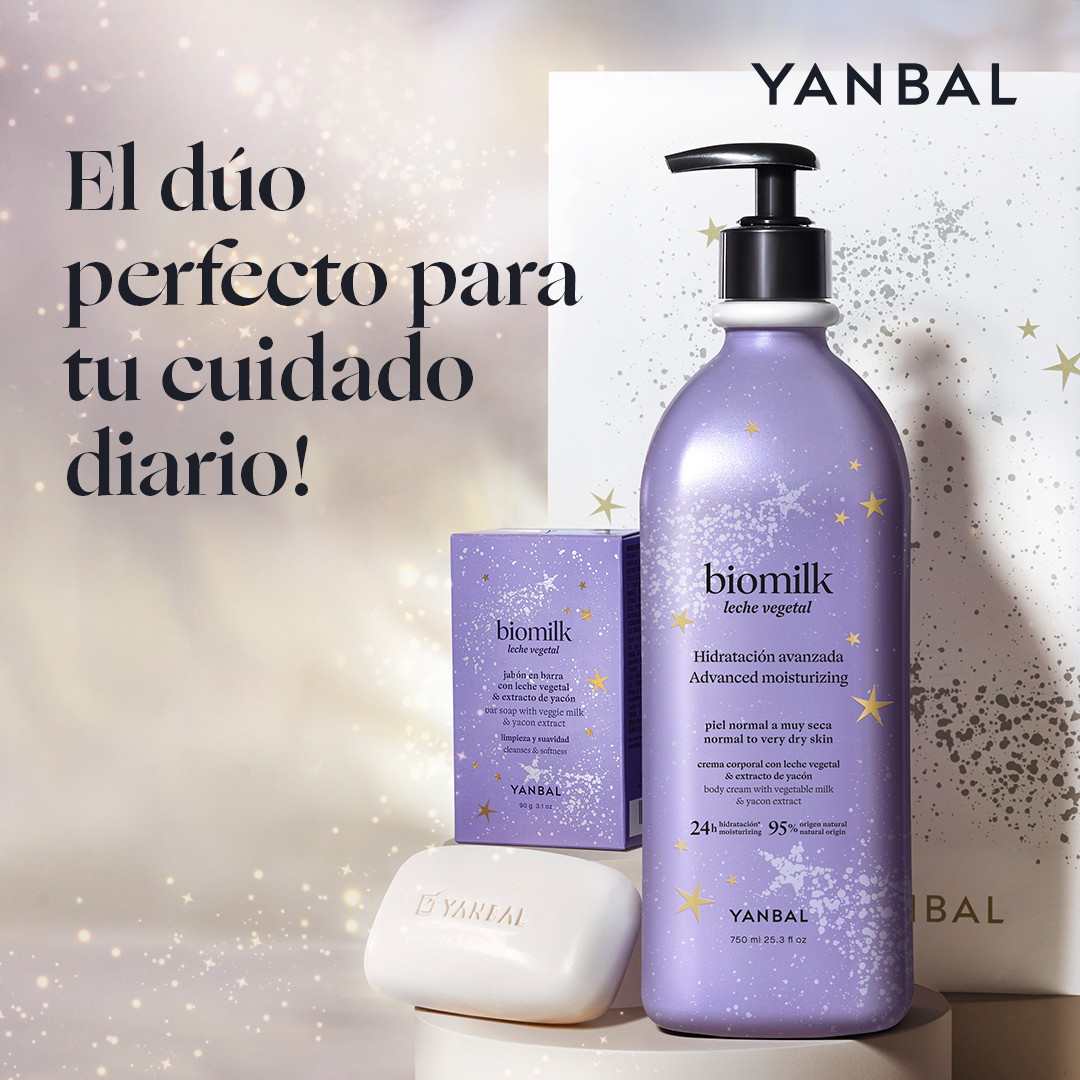 YANBAL
El dúo
perfecto para
tu cuidado
diario!
biomilk
leche vegetal
jabón en barra
con leche vegetal
& extracto de yacón
bar soap with veggie milk
& yacon extract
limpieza y suavidad
cleanses & softness
YANBAL
90 g 3.1 oz
YANBAL
biomilk
leche vegetal
Hidratación avanzada
Advanced moisturizing
piel normal a muy seca
normal to very dry skin
crema corporal con leche vegetal
& extracto de yacón
body cream with vegetable milk
& yacon extract
24h hidratación* moisturizing 95% origen natural natural origin
YANBAL
750 ml 25.3 fl oz
BAL